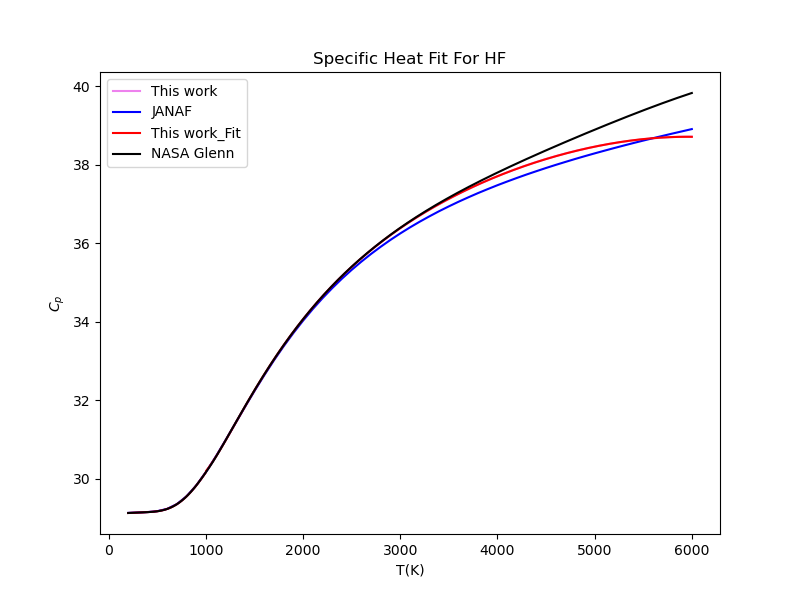 Specific Heat Fit For HF
This work
JANAF
This work_Fit
NASA Glenn
40
38
36
34
32
30
C_p
0 1000 2000 3000 4000 5000 6000
T(K)